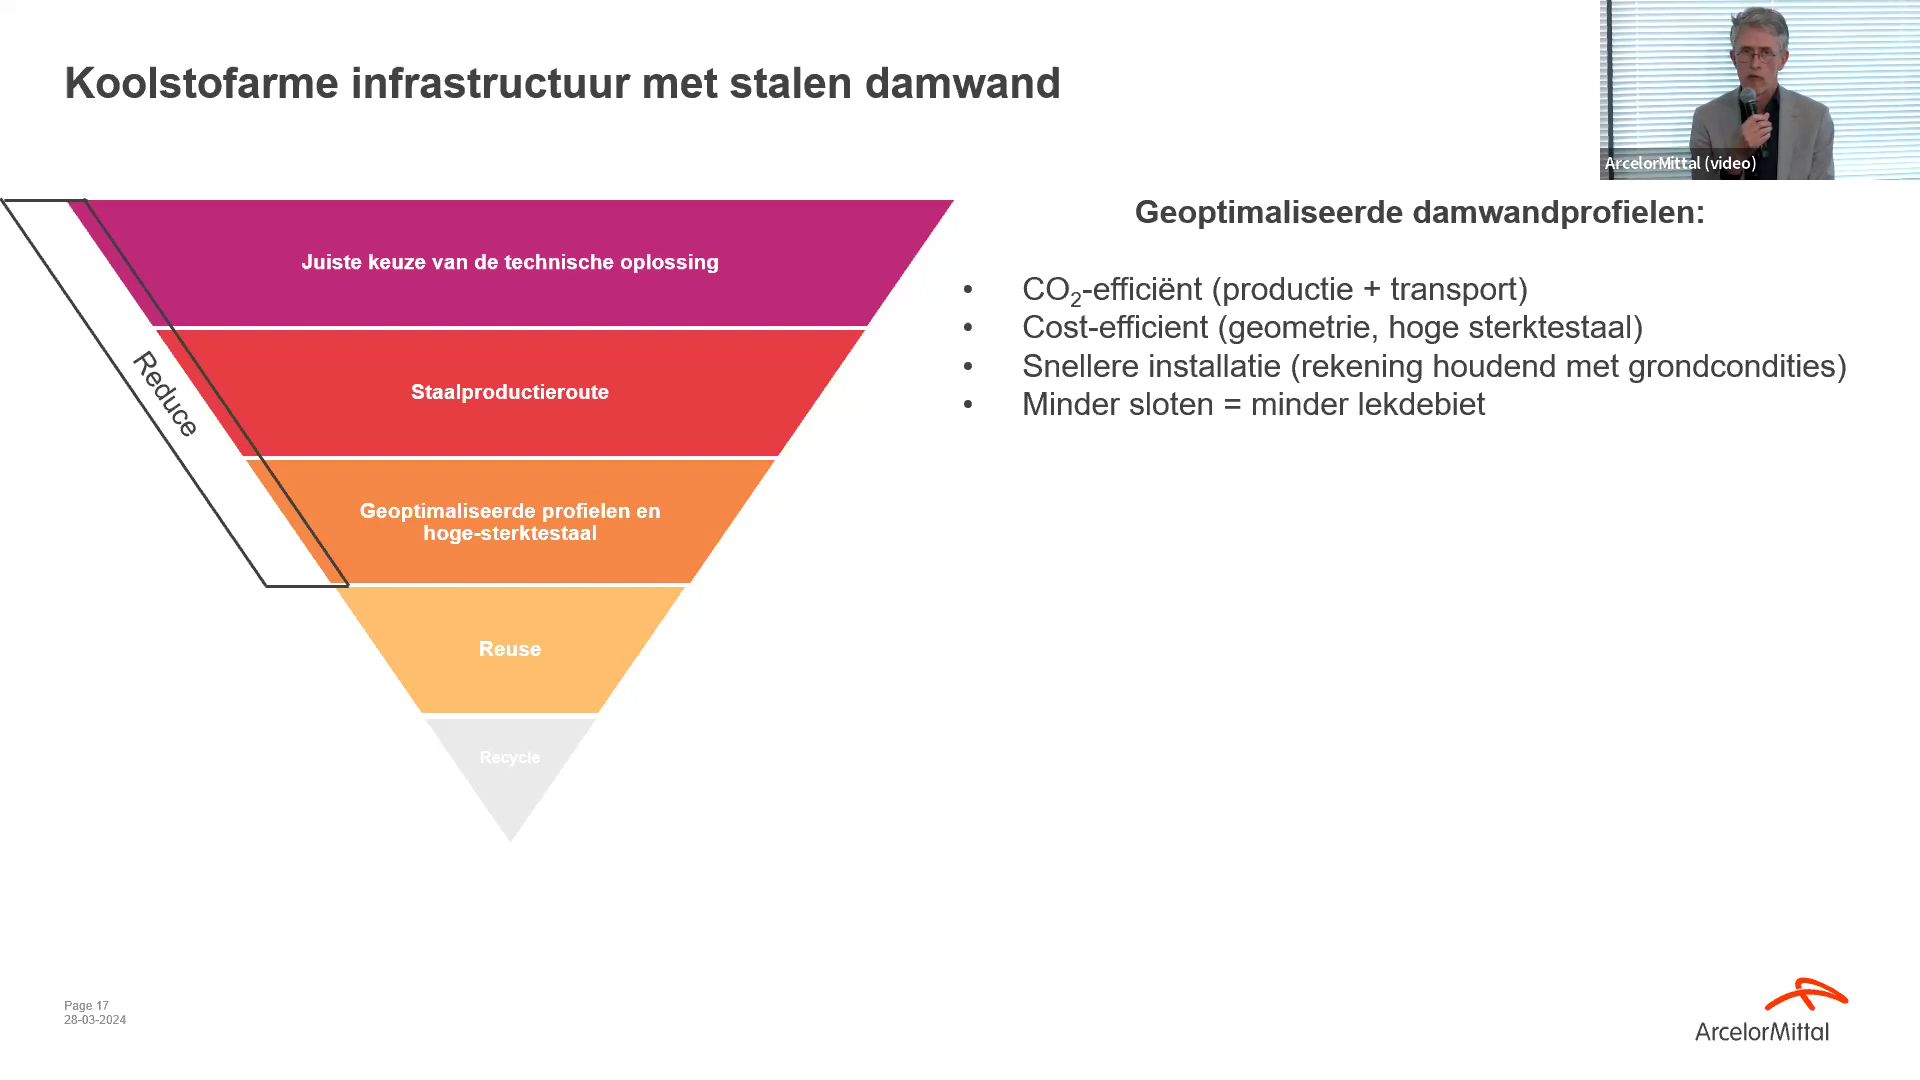 Koolstofarme infrastructuur met stalen damwand
ArcelorMittal (video)
Reduce
Juiste keuze van de technische oplossing
Staalproductieroute
Geoptimaliseerde profielen en
hoge-sterktestaal
Reuse
Recycle
Geoptimaliseerde damwandprofielen:
• CO₂-efficiënt (productie + transport)
• Cost-efficient (geometrie, hoge sterktestaal)
• Snellere installatie (rekening houdend met grondcondities)
• Minder sloten = minder lekdebiet
Page 17
28-03-2024
ArcelorMittal